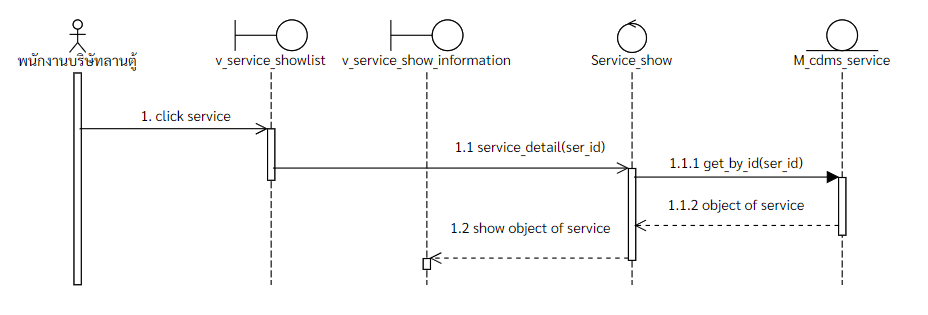 พนักงานบริษัทลานตู้
v_service_showlist
v_service_show_information
Service_show
M_cdms_service
1. click service
1.1 service_detail(ser_id)
1.1.1 get_by_id(ser_id)
1.1.2 object of service
1.2 show object of service